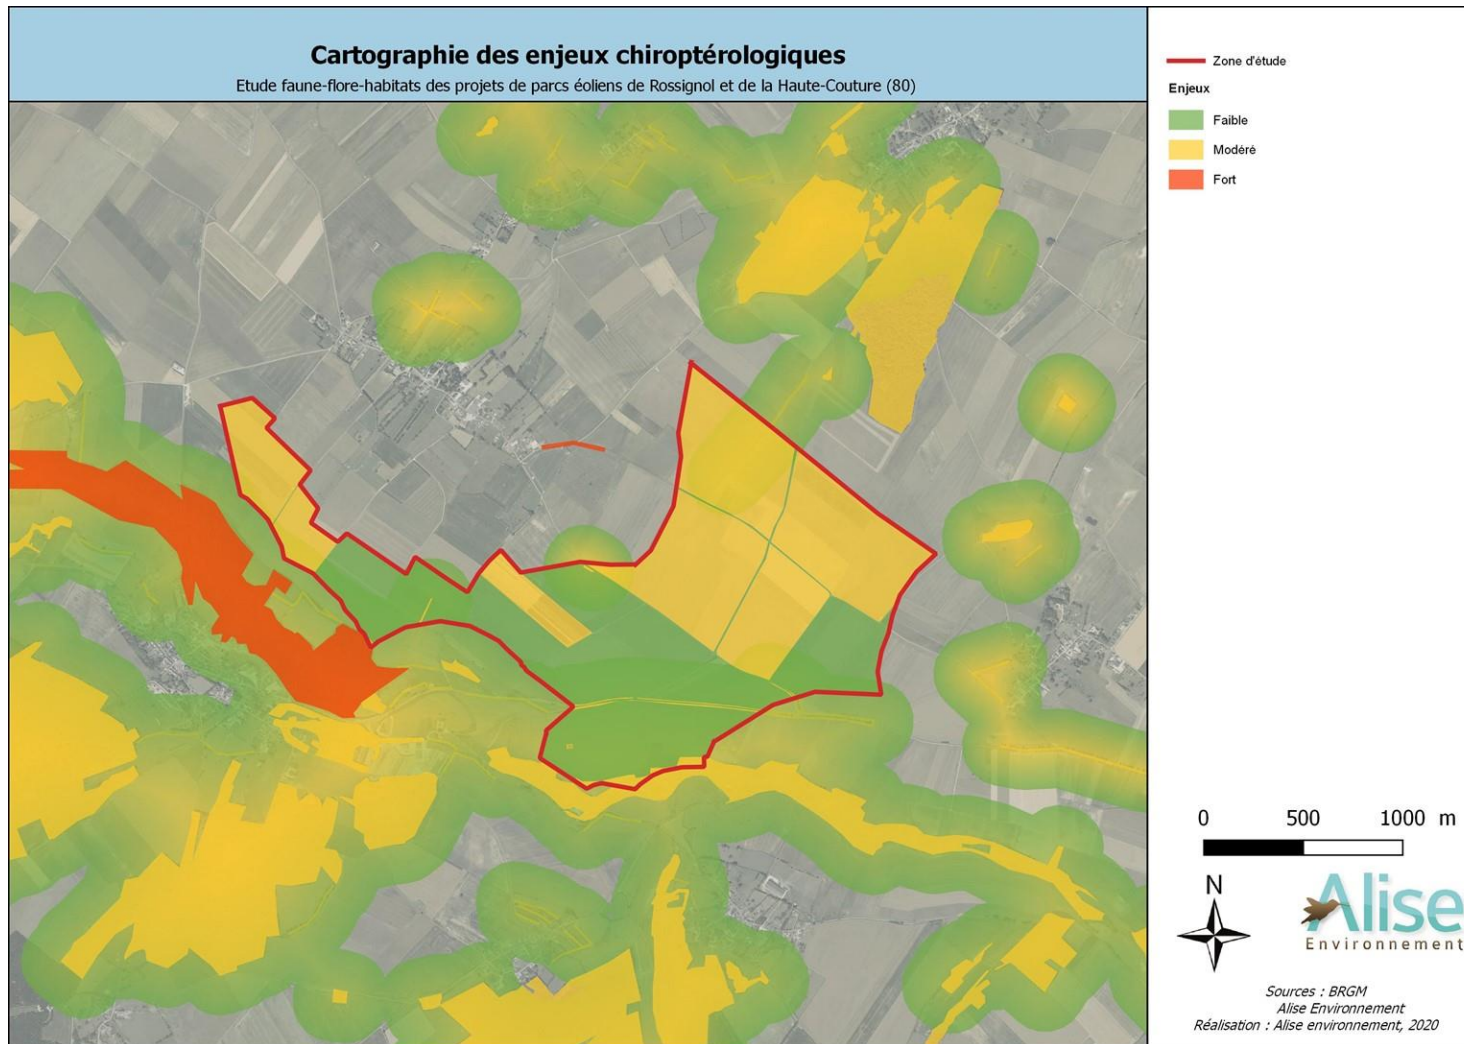 Cartographie des enjeux chiroptérologiques
Etude faune-flore-habitats des projets de parcs éoliens de Rossignol et de la Haute-Couture (80)
Zone d'étude
Enjeux
Faible
Modéré
Fort
0 500 1000 m
N
Alise
Environnement
Sources : BRGM
Alise Environnement
Réalisation : Alise environnement, 2020